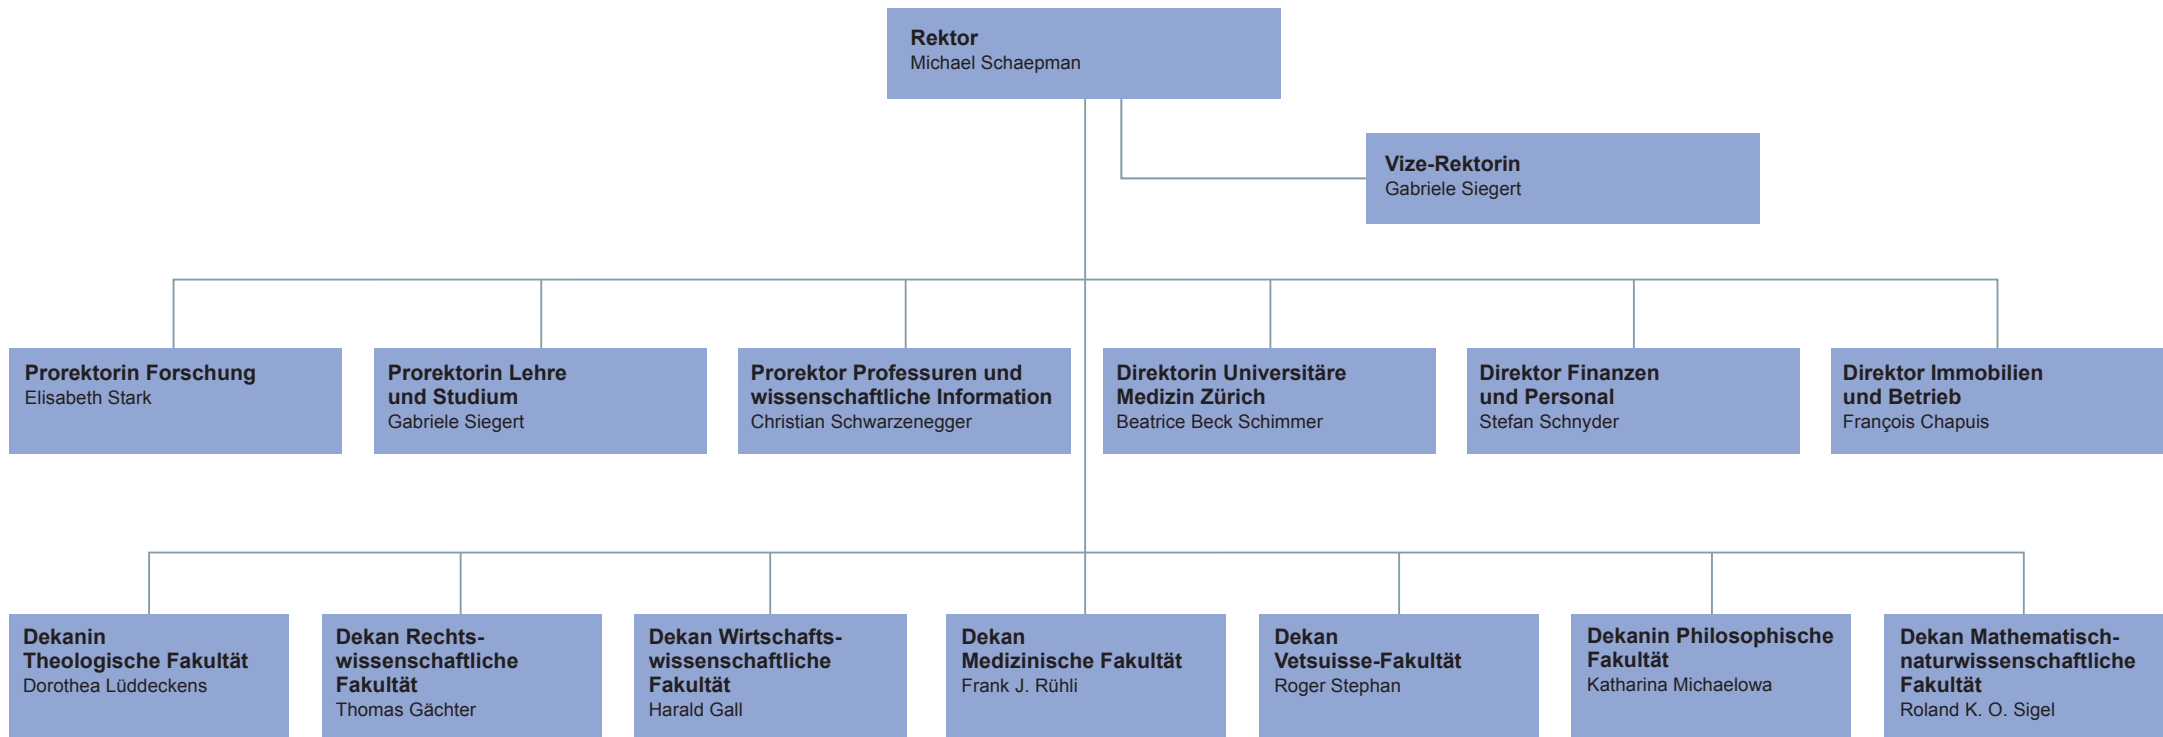 Rektor
Michael Schaepman
Vize-Rektorin
Gabriele Siegert
Prorektorin Forschung
Elisabeth Stark
Prorektorin Lehre
und Studium
Gabriele Siegert
Prorektor Professuren und
wissenschaftliche Information
Christian Schwarzenegger
Direktorin Universitäre
Medizin Zürich
Beatrice Beck Schimmer
Direktor Finanzen
und Personal
Stefan Schnyder
Direktor Immobilien
und Betrieb
François Chapuis
Dekanin
Theologische Fakultät
Dorothea Lüddeckens
Dekan Rechts-
wissenschaftliche
Fakultät
Thomas Gächter
Dekan Wirtschafts-
wissenschaftliche
Fakultät
Harald Gall
Dekan
Medizinische Fakultät
Frank J. Rühli
Dekan
Vetsuisse-Fakultät
Roger Stephan
Dekanin Philosophische
Fakultät
Katharina Michaelowa
Dekan Mathematisch-
naturwissenschaftliche
Fakultät
Roland K. O. Sigel